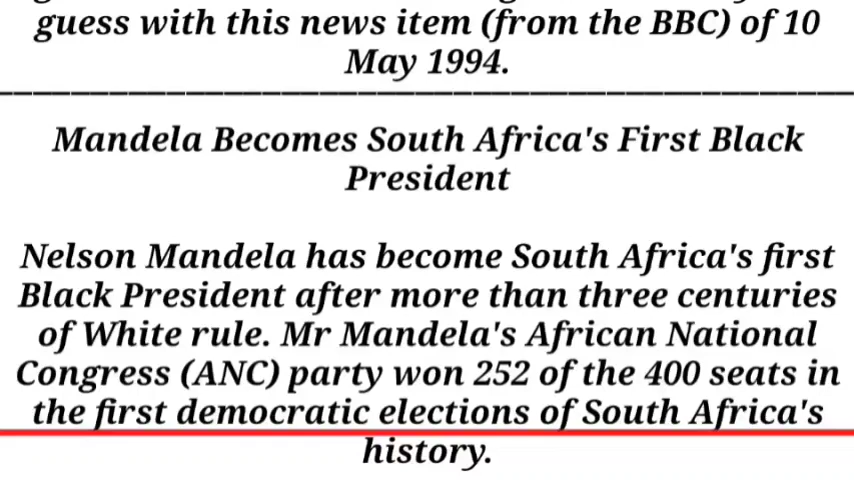 guess with this news item (from the BBC) of 10
May 1994.
Mandela Becomes South Africa's First Black
President
Nelson Mandela has become South Africa's first
Black President after more than three centuries
of White rule. Mr Mandela's African National
Congress (ANC) party won 252 of the 400 seats in
the first democratic elections of South Africa's
history.